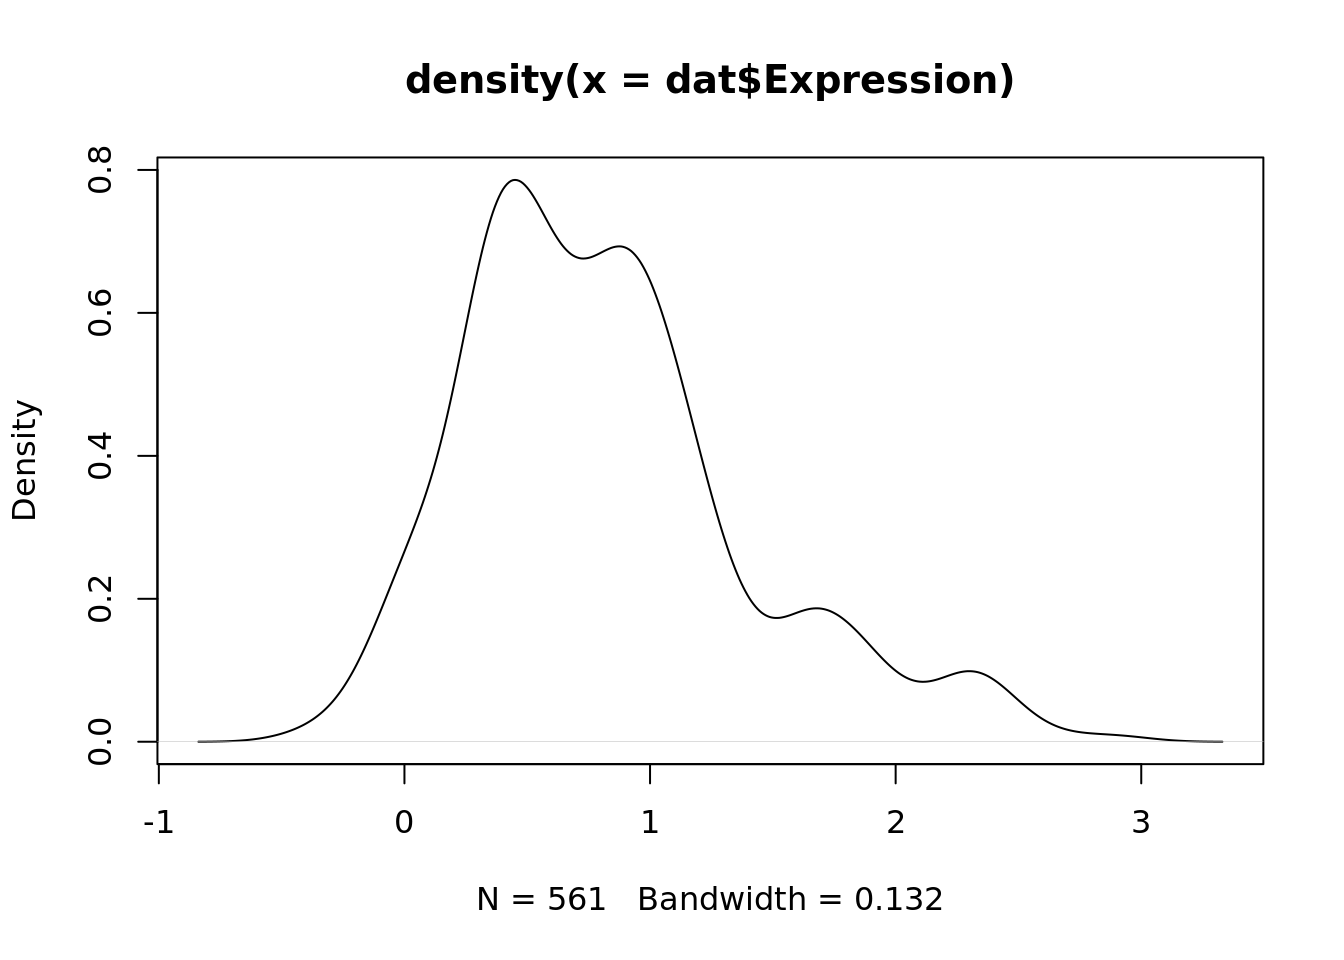 density(x = dat$Expression)
Density
0.8
0.6
0.4
0.2
0.0
-1 0 1 2 3
N = 561 Bandwidth = 0.132